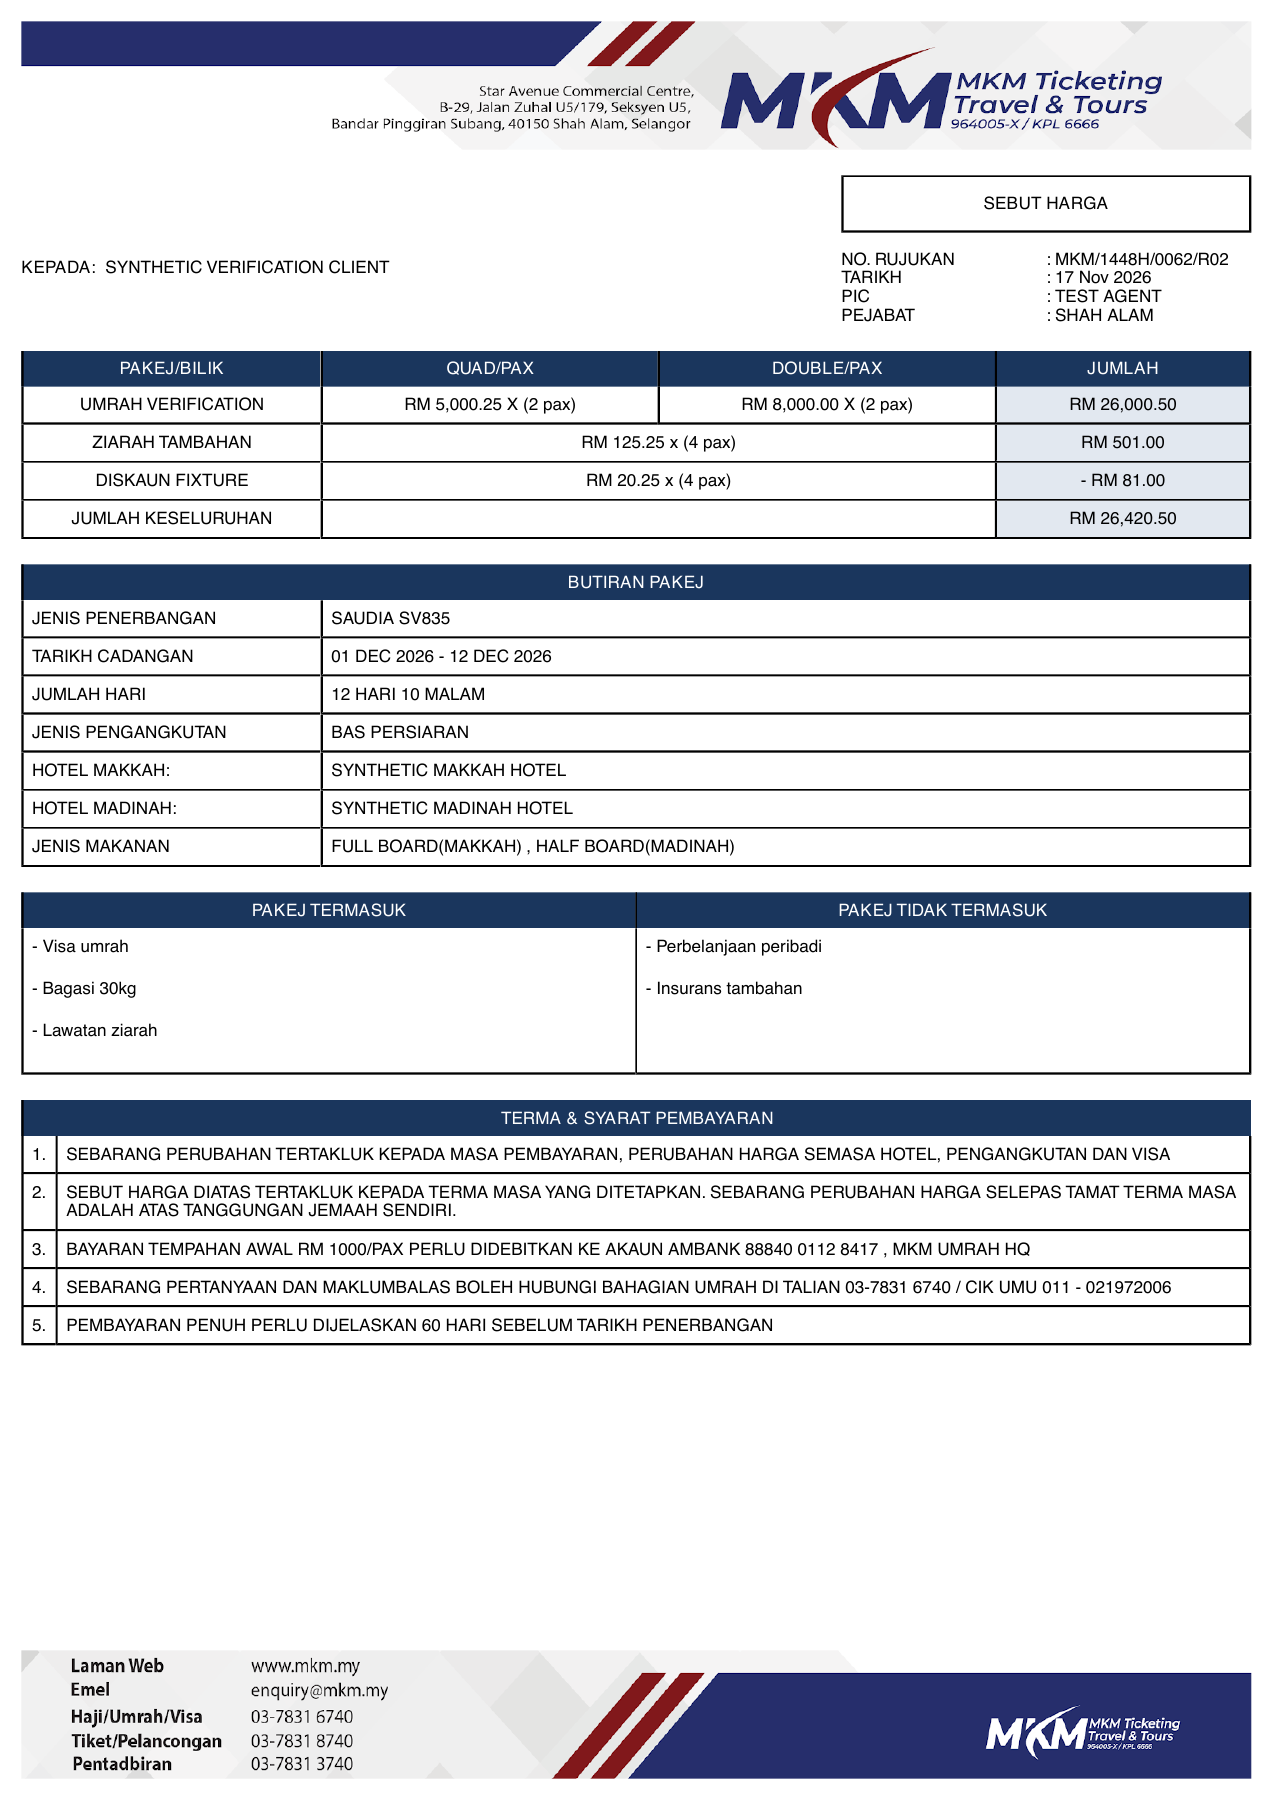 Star Avenue Commercial Centre,
B-29, Jalan Zuhal U5/179, Seksyen U5,
Bandar Pinggiran Subang, 40150 Shah Alam, Selangor
MKM
MKM Ticketing
Travel & Tours
964005-X / KPL 6666
SEBUT HARGA
KEPADA: SYNTHETIC VERIFICATION CLIENT
NO. RUJUKAN : MKM/1448H/0062/R02
TARIKH : 17 Nov 2026
PIC : TEST AGENT
PEJABAT : SHAH ALAM
PAKEJ/BILIK QUAD/PAX DOUBLE/PAX JUMLAH
UMRAH VERIFICATION RM 5,000.25 X (2 pax) RM 8,000.00 X (2 pax) RM 26,000.50
ZIARAH TAMBAHAN RM 125.25 x (4 pax) RM 501.00
DISKAUN FIXTURE RM 20.25 x (4 pax) - RM 81.00
JUMLAH KESELURUHAN RM 26,420.50
BUTIRAN PAKEJ
JENIS PENERBANGAN SAUDIA SV835
TARIKH CADANGAN 01 DEC 2026 - 12 DEC 2026
JUMLAH HARI 12 HARI 10 MALAM
JENIS PENGANGKUTAN BAS PERSIARAN
HOTEL MAKKAH: SYNTHETIC MAKKAH HOTEL
HOTEL MADINAH: SYNTHETIC MADINAH HOTEL
JENIS MAKANAN FULL BOARD(MAKKAH) , HALF BOARD(MADINAH)
PAKEJ TERMASUK PAKEJ TIDAK TERMASUK
- Visa umrah - Perbelanjaan peribadi
- Bagasi 30kg - Insurans tambahan
- Lawatan ziarah
TERMA & SYARAT PEMBAYARAN
1. SEBARANG PERUBAHAN TERTAKLUK KEPADA MASA PEMBAYARAN, PERUBAHAN HARGA SEMASA HOTEL, PENGANGKUTAN DAN VISA
2. SEBUT HARGA DIATAS TERTAKLUK KEPADA TERMA MASA YANG DITETAPKAN. SEBARANG PERUBAHAN HARGA SELEPAS TAMAT TERMA MASA
ADALAH ATAS TANGGUNGAN JEMAAH SENDIRI.
3. BAYARAN TEMPAHAN AWAL RM 1000/PAX PERLU DIDEBITKAN KE AKAUN AMBANK 88840 0112 8417 , MKM UMRAH HQ
4. SEBARANG PERTANYAAN DAN MAKLUMBALAS BOLEH HUBUNGI BAHAGIAN UMRAH DI TALIAN 03-7831 6740 / CIK UMU 011 - 021972006
5. PEMBAYARAN PENUH PERLU DIJELASKAN 60 HARI SEBELUM TARIKH PENERBANGAN
Laman Web www.mkm.my
Emel enquiry@mkm.my
Haji/Umrah/Visa 03-7831 6740
Tiket/Pelancongan 03-7831 8740
Pentadbiran 03-7831 3740
MKM
MKM Ticketing
Travel & Tours
964005-X / KPL 6666